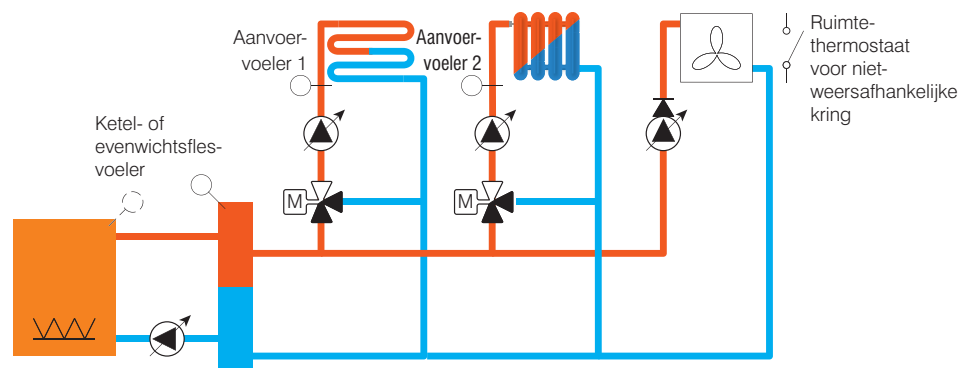 Aanvoer-
voeler 1
Aanvoer-
voeler 2
Ruimte-
thermostaat
voor niet-
weersafhankelijke
kring
Ketel- of
evenwichtsfles-
voeler
M
M